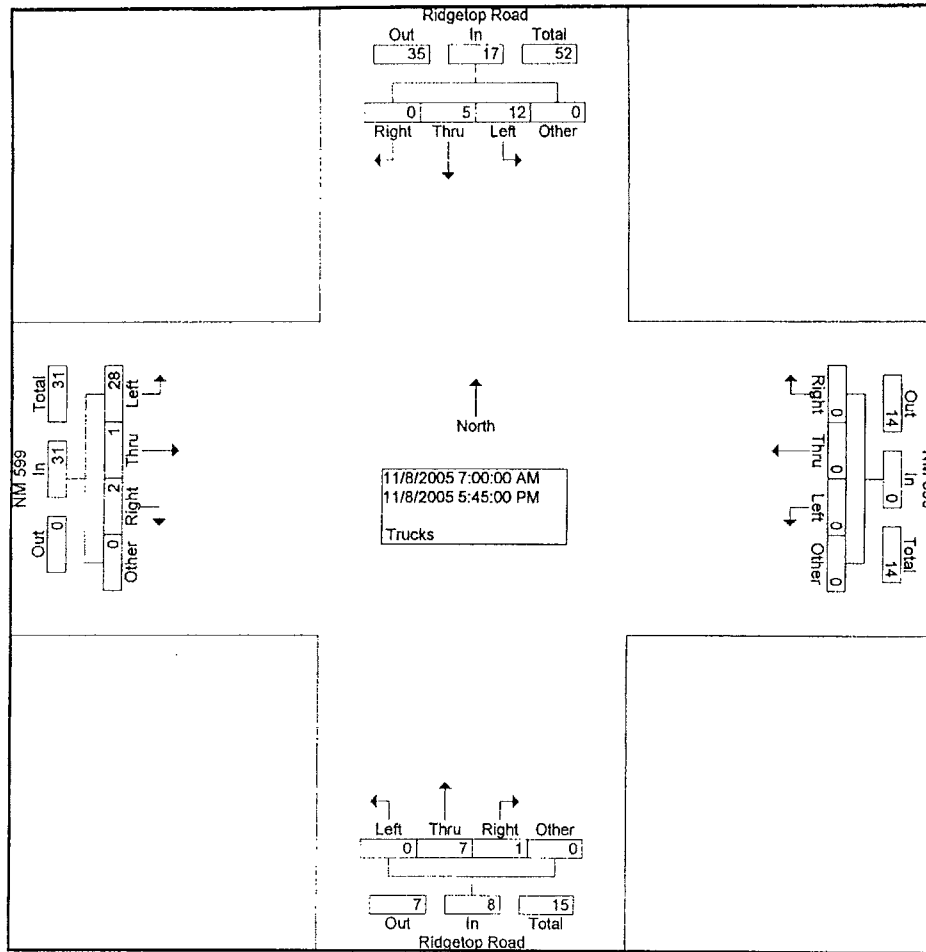 Ridgetop Road
Out In Total
35 17 52
0 5 12 0
Right Thru Left Other
NM 599
Total In Out
31 31 0
28 1 2 0
Left Thru Right Other
North
11/8/2005 7:00:00 AM
11/8/2005 5:45:00 PM
Trucks
Right Thru Left Other
0 0 0 0
Out In Total
14 0 14
Left Thru Right Other
0 7 1 0
7 8 15
Out In Total
Ridgetop Road